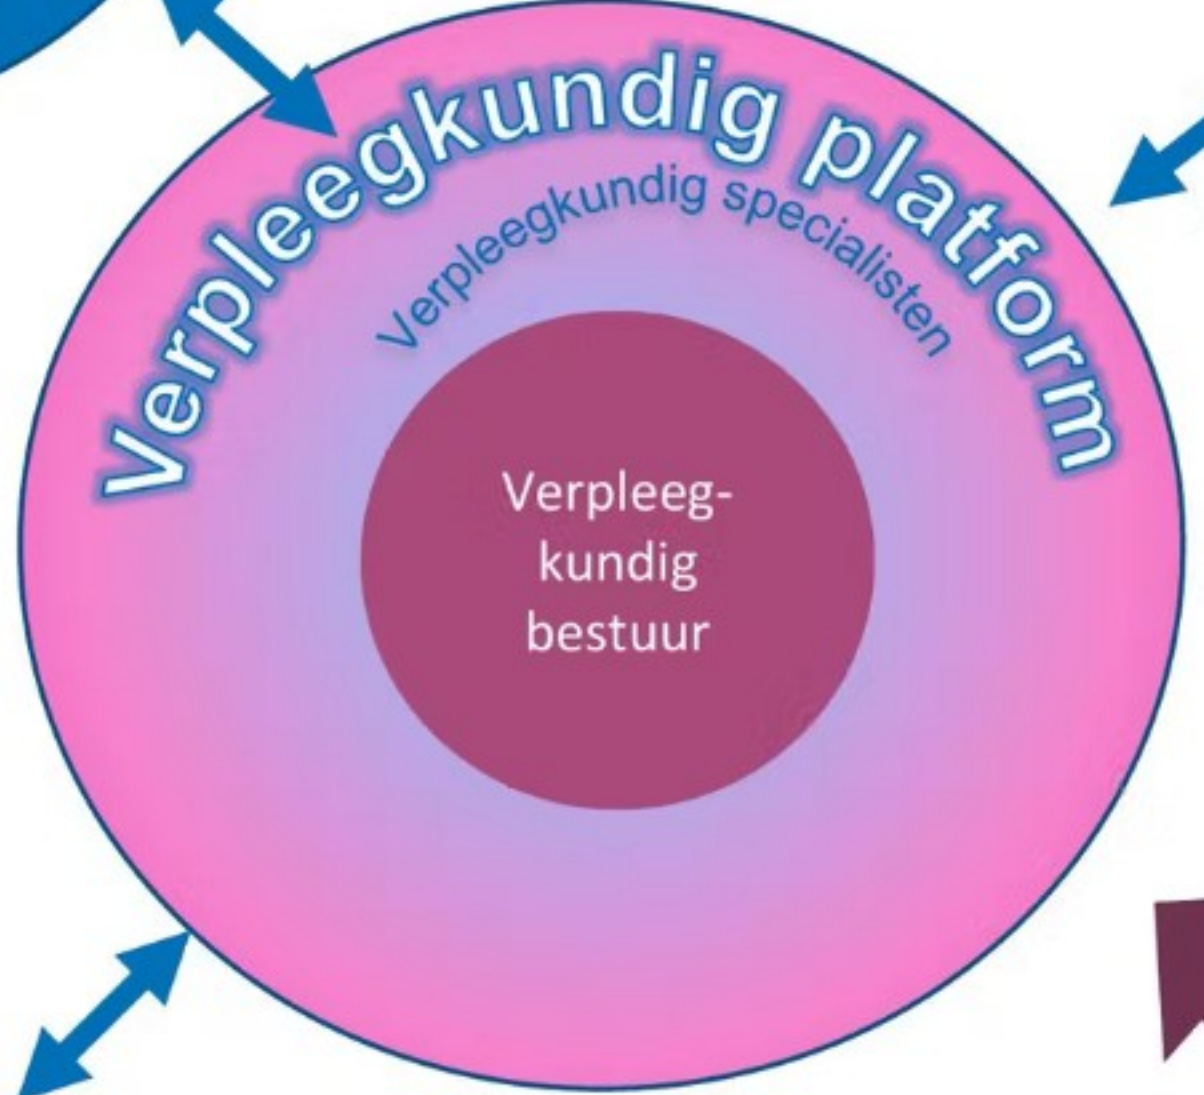 Verpleegkundig platform
Verpleegkundig specialisten
Verpleeg-
kundig
bestuur